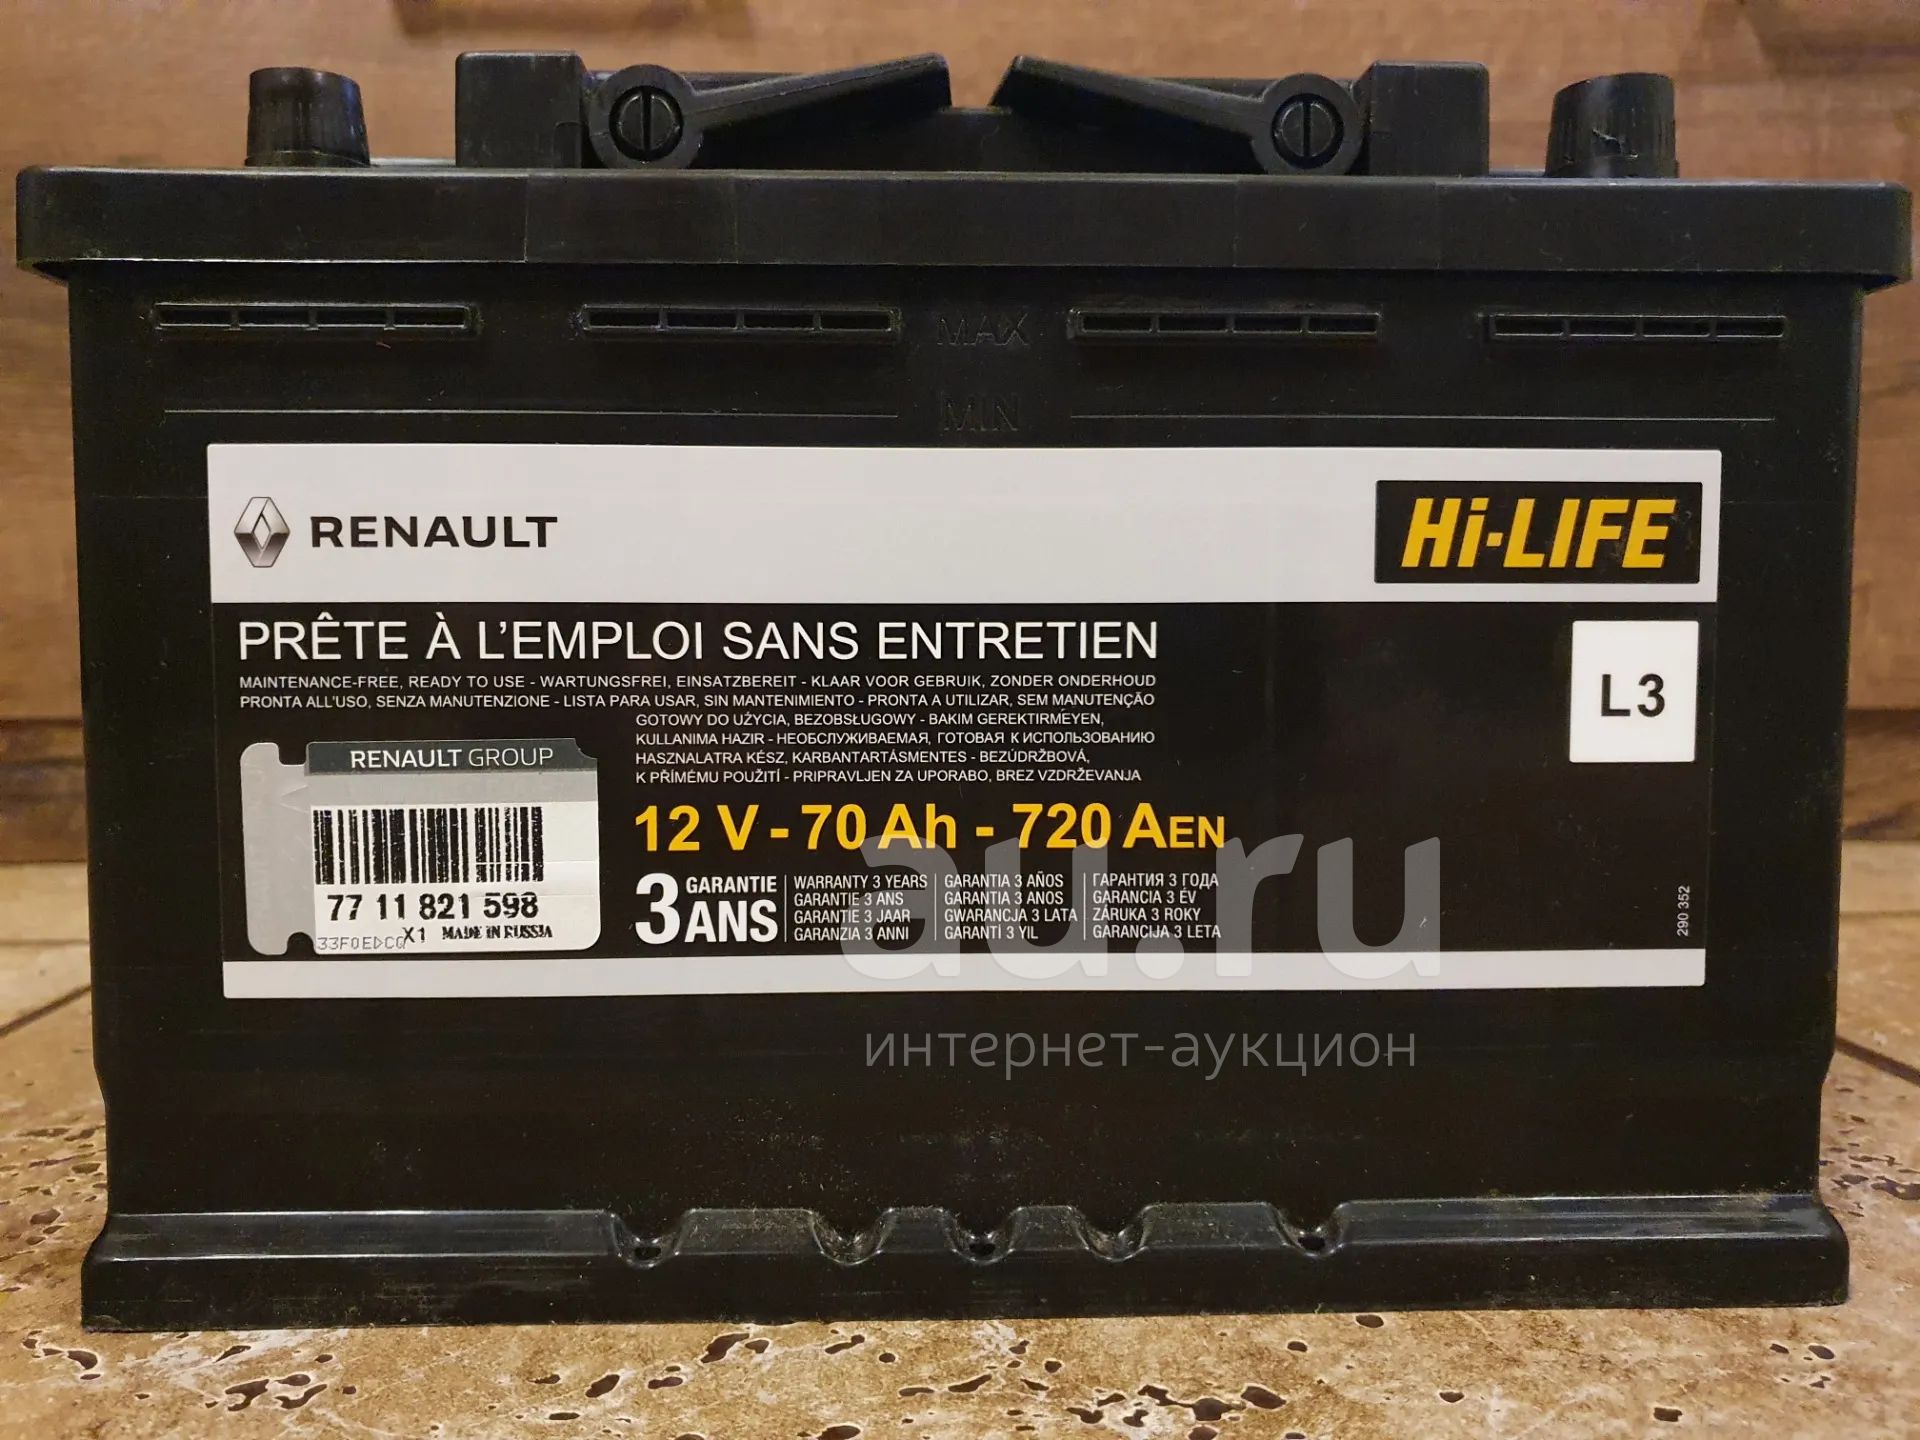 MAX
MIN
RENAULT
Hi-LIFE
PRÊTE À L'EMPLOI SANS ENTRETIEN
L3
MAINTENANCE-FREE, READY TO USE - WARTUNGSFREI, EINSATZBEREIT - KLAAR VOOR GEBRUIK, ZONDER ONDERHOUD
PRONTA ALL'USO, SENZA MANUTENZIONE - LISTA PARA USAR, SIN MANTENIMIENTO - PRONTA A UTILIZAR, SEM MANUTENÇÃO
GOTOWY DO UŻYCIA, BEZOBSŁUGOWY - BAKIM GEREKTIRMEYEN,
KULLANIMA HAZIR - НЕОБСЛУЖИВАЕМАЯ, ГОТОВАЯ К ИСПОЛЬЗОВАНИЮ
HASZNALATRA KÉSZ, KARBANTARTÁSMENTES - BEZÚDRŽBOVÁ,
K PŘÍMÉMU POUŽITÍ - PRIPRAVLJEN ZA UPORABO, BREZ VZDRŽEVANJA
RENAULT GROUP
77 11 821 598
33F0EDCQ X1 MADE IN RUSSIA
12 V - 70 Ah - 720 AEN
3 GARANTIE ANS
WARRANTY 3 YEARS
GARANTIE 3 ANS
GARANTIE 3 JAAR
GARANZIA 3 ANNI
GARANTIA 3 AÑOS
GARANTIA 3 ANOS
GWARANCJA 3 LATA
GARANTİ 3 YIL
ГАРАНТИЯ 3 ГОДА
GARANCIA 3 ÉV
ZÁRUKA 3 ROKY
GARANCIJA 3 LETA
290 352
au.ru
интернет-аукцион